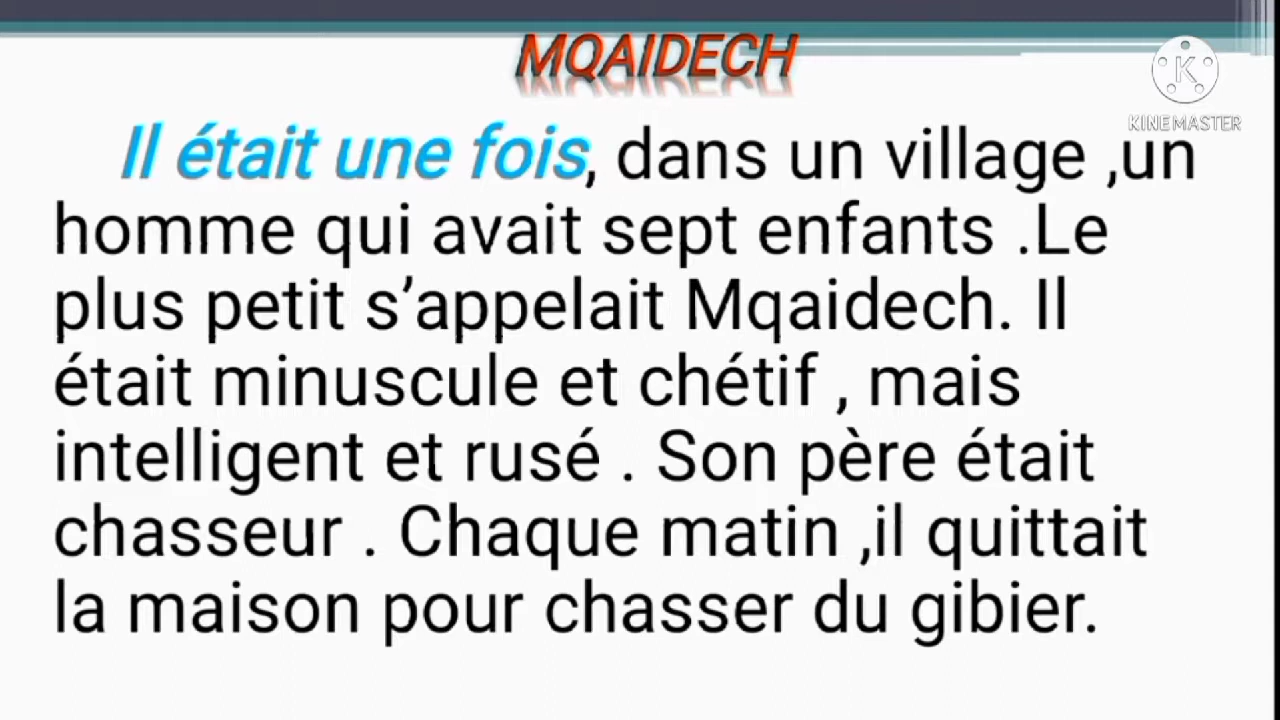 MQAIDECH
KINEMASTER
Il était une fois, dans un village ,un
homme qui avait sept enfants .Le
plus petit s’appelait Mqaidech. Il
était minuscule et chétif , mais
intelligent et rusé . Son père était
chasseur . Chaque matin ,il quittait
la maison pour chasser du gibier.